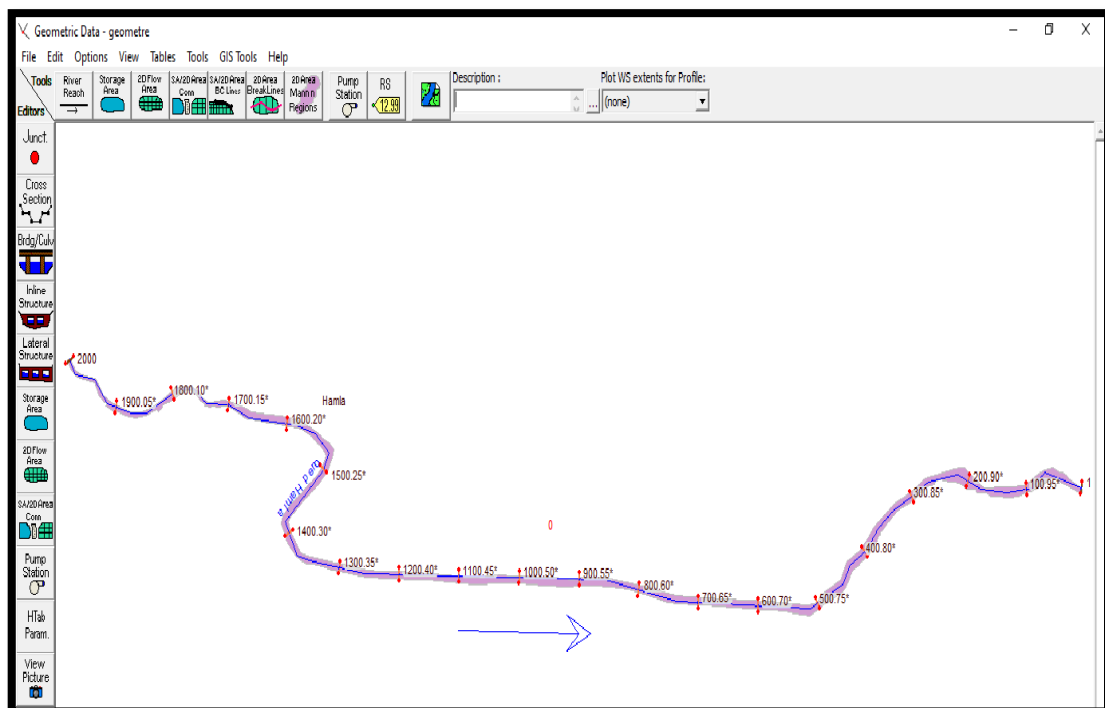 Geometric Data - geometre
File Edit Options View Tables Tools GIS Tools Help
Tools
Editors
River
Reach
Storage
Area
2D Flow
Area
SA/2D Area
Conn
SA/2D Area
BC Lines
2D Area
BreakLines
2D Area
Mann n
Regions
Pump
Station
RS
12.99
Description :
...
Plot WS extents for Profile:
(none)
Junct.
Cross
Section
Brdg/Culv
Inline
Structure
Lateral
Structure
Storage
Area
2D Flow
Area
SA/2D Area
Conn
Pump
Station
HTab
Param.
View
Picture
2000
1900.05*
1800.10*
1700.15*
Hamla
1600.20*
1500.25*
1400.30*
0
1300.35*
1200.40*
1100.45*
1000.50*
900.55*
800.60*
700.65*
600.70*
500.75*
400.80*
300.85*
200.90*
100.95*
1